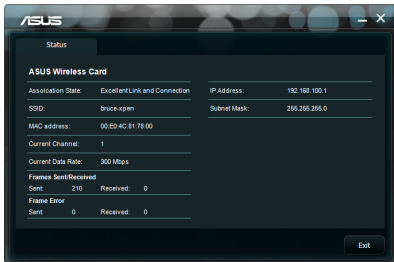 ASUS
Status
ASUS Wireless Card
Assoication State: Excellent Link and Connection
SSID: bruce-xpen
MAC address: 00:E0:4C:81:78:00
Current Channel: 1
Current Data Rate: 300 Mbps
Frames Sent/Received
Sent: 210 Received: 0
Frame Error
Sent: 0 Received: 0
IP Address: 192.168.100.1
Subnet Mask: 255.255.255.0
Exit